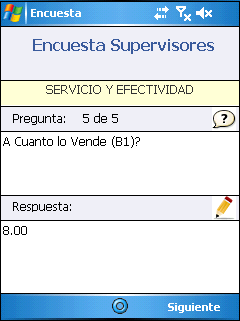 Encuesta
Encuesta Supervisores
SERVICIO Y EFECTIVIDAD
Pregunta: 5 de 5
?
A Cuanto lo Vende (B1)?
Respuesta:
8.00
Siguiente